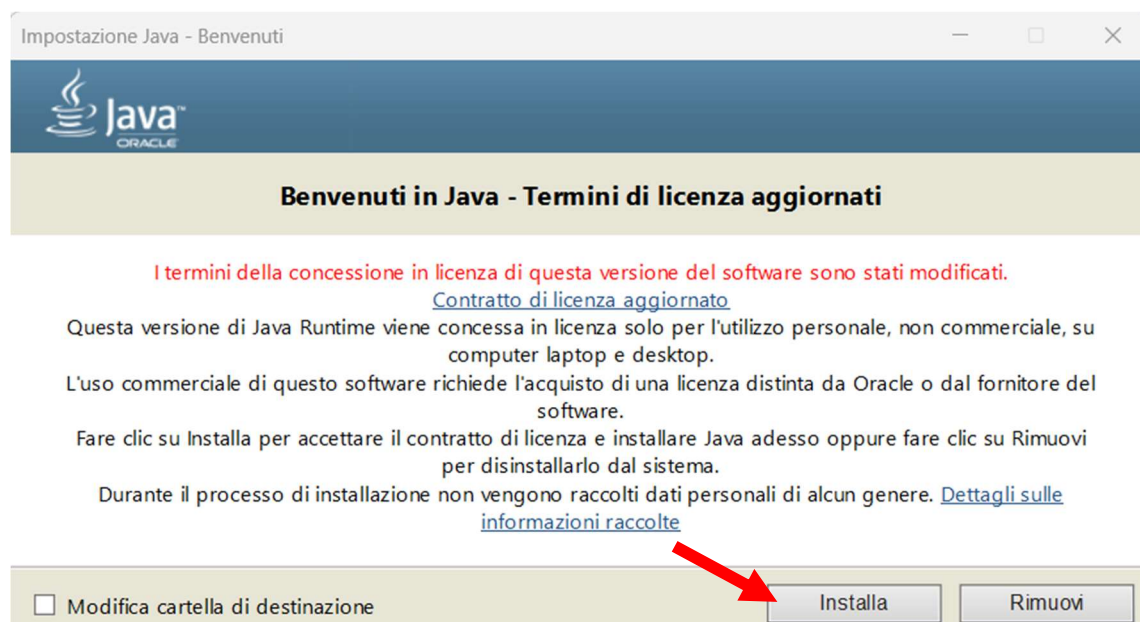 Impostazione Java - Benvenuti
Java™
ORACLE
Benvenuti in Java - Termini di licenza aggiornati
I termini della concessione in licenza di questa versione del software sono stati modificati.
Contratto di licenza aggiornato
Questa versione di Java Runtime viene concessa in licenza solo per l'utilizzo personale, non commerciale, su
computer laptop e desktop.
L'uso commerciale di questo software richiede l'acquisto di una licenza distinta da Oracle o dal fornitore del
software.
Fare clic su Installa per accettare il contratto di licenza e installare Java adesso oppure fare clic su Rimuovi
per disinstallarlo dal sistema.
Durante il processo di installazione non vengono raccolti dati personali di alcun genere. Dettagli sulle
informazioni raccolte
Modifica cartella di destinazione
Installa
Rimuovi